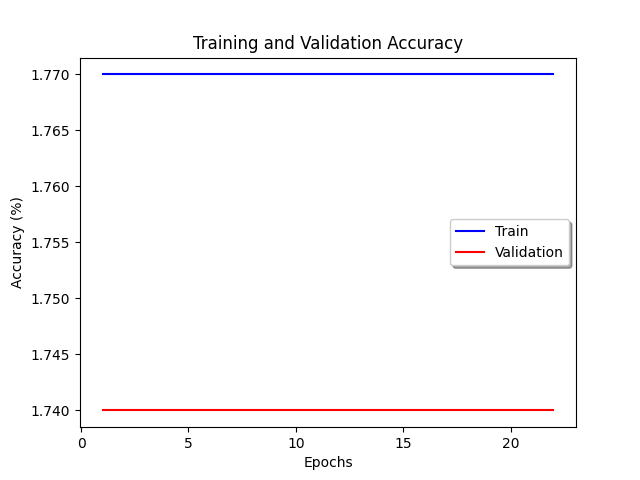 Training and Validation Accuracy
1.770
1.765
1.760
1.755
1.750
1.745
1.740
Accuracy (%)
Train
Validation
0 5 10 15 20
Epochs